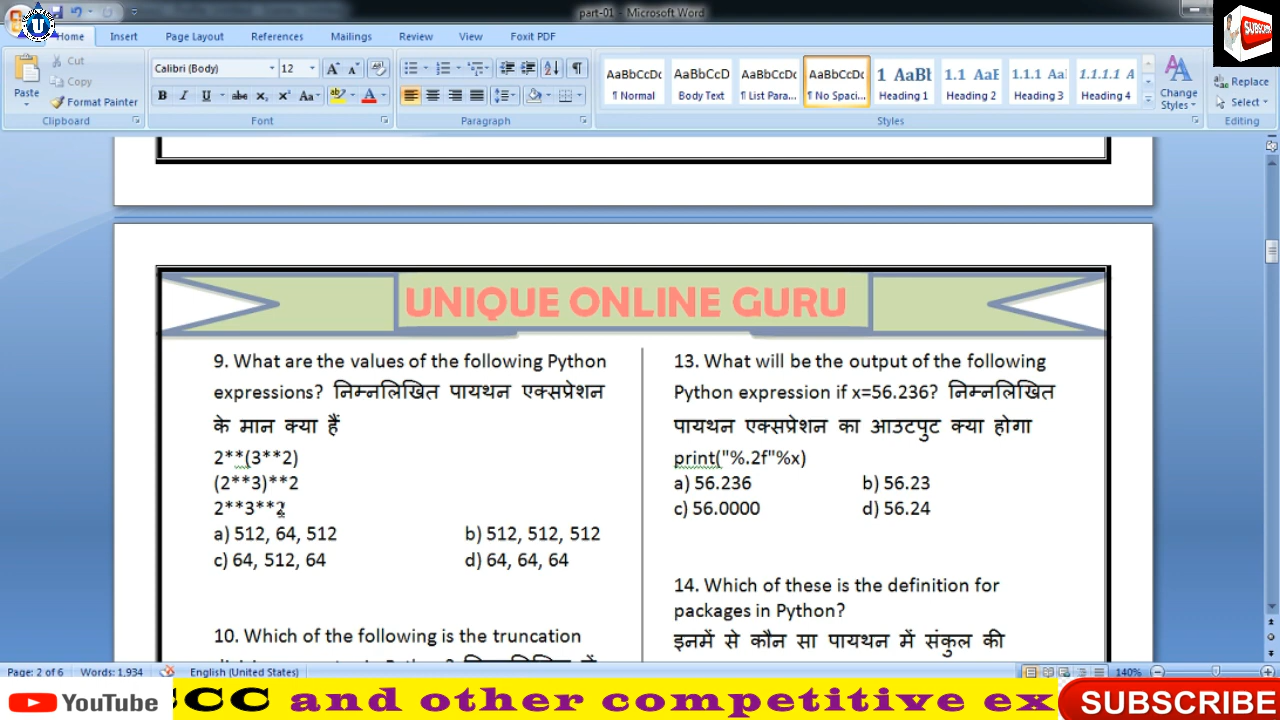 part-01 - Microsoft Word
Home Insert Page Layout References Mailings Review View Foxit PDF
SUBSCRIBE
Paste
Cut
Copy
Format Painter
Calibri (Body) 12
AaBbCcDc AaBbCcD AaBbCcDc AaBbCcDc 1 AaBb 1.1 AaB 1.1.1 Aa 1.1.1.1 A
¶ Normal Body Text ¶ List Para... ¶ No Spaci... Heading 1 Heading 2 Heading 3 Heading 4
Change Styles
Replace
Select
Clipboard Font Paragraph Styles Editing
UNIQUE ONLINE GURU
9. What are the values of the following Python
expressions? निम्नलिखित पायथन एक्सप्रेशन
के मान क्या हैं
2**(3**2)
(2**3)**2
2**3**2
a) 512, 64, 512 b) 512, 512, 512
c) 64, 512, 64 d) 64, 64, 64
10. Which of the following is the truncation
13. What will be the output of the following
Python expression if x=56.236? निम्नलिखित
पायथन एक्सप्रेशन का आउटपुट क्या होगा
print("%.2f"%x)
a) 56.236 b) 56.23
c) 56.0000 d) 56.24
14. Which of these is the definition for
packages in Python?
इनमें से कौन सा पायथन में संकुल की
Page: 2 of 6 Words: 1,934 English (United States) 140%
YouTube
CC and other competitive ex
SUBSCRIBE